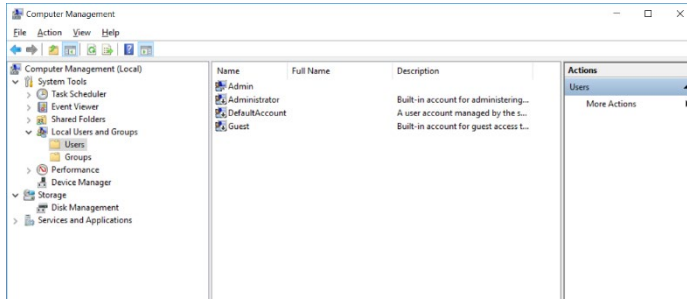 Computer Management
File Action View Help
Computer Management (Local)
System Tools
Task Scheduler
Event Viewer
Shared Folders
Local Users and Groups
Users
Groups
Performance
Device Manager
Storage
Disk Management
Services and Applications
Name Full Name Description
Admin
Administrator Built-in account for administering...
DefaultAccount A user account managed by the s...
Guest Built-in account for guest access t...
Actions
Users
More Actions